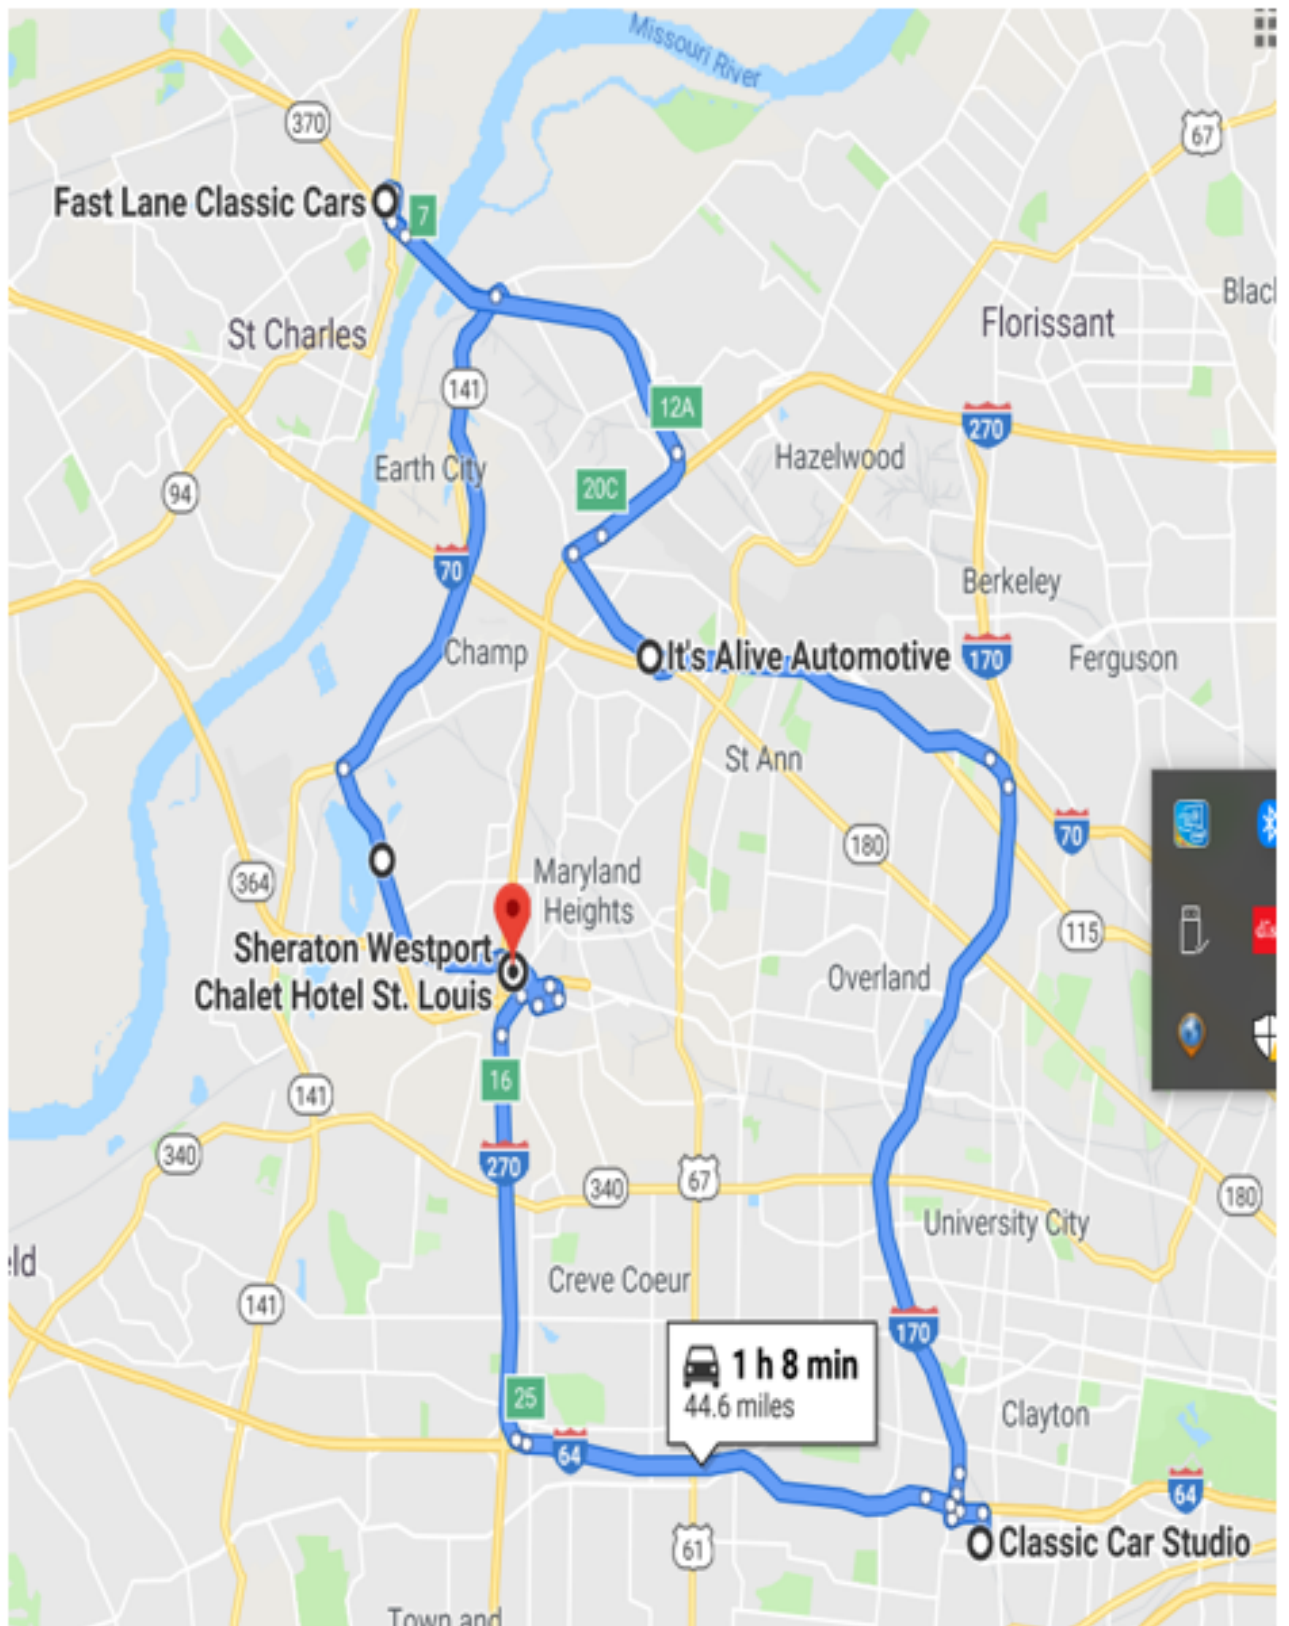 Missouri River
370
67
Fast Lane Classic Cars
7
St Charles
Florissant
141
12A
270
Earth City
Hazelwood
94
20C
70
Berkeley
Champ
It's Alive Automotive
170
Ferguson
St Ann
180
70
364
Maryland
Heights
115
Sheraton Westport
Chalet Hotel St. Louis
Overland
16
141
340
270
340
67
180
University City
Creve Coeur
141
170
1 h 8 min
44.6 miles
25
Clayton
64
64
61
Classic Car Studio
Town and